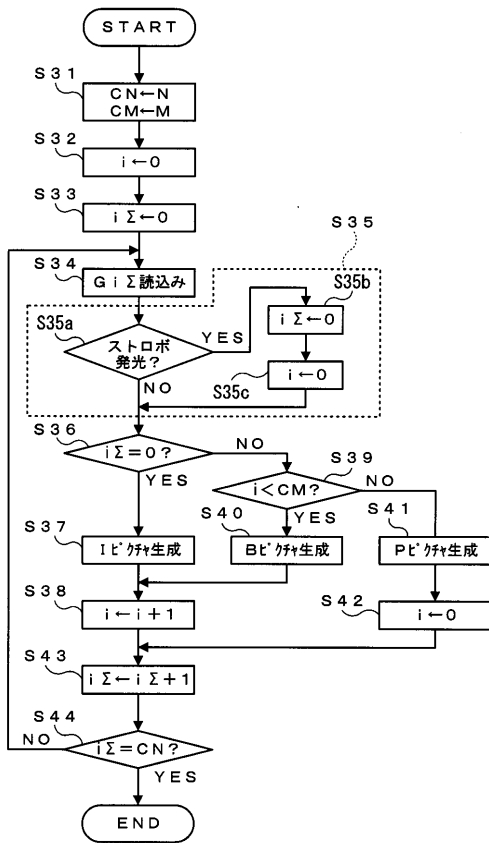 START
S31
CN←N
CM←M
S32
i←0
S33
iΣ←0
S35
S34
GiΣ読込み
S35b
S35a
YES
iΣ←0
ストロボ
発光?
S35c
i←0
NO
S36
iΣ=0?
NO
S39
YES
i<CM?
NO
S37
S40
YES
S41
Iピクチャ生成
Bピクチャ生成
Pピクチャ生成
S38
S42
i←i+1
i←0
S43
iΣ←iΣ+1
S44
NO
iΣ=CN?
YES
END